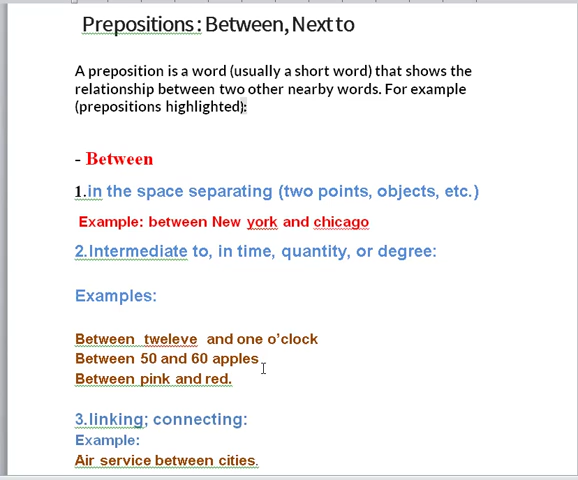 Prepositions : Between, Next to
A preposition is a word (usually a short word) that shows the
relationship between two other nearby words. For example
(prepositions highlighted):
- Between
1.in the space separating (two points, objects, etc.)
Example: between New york and chicago
2.Intermediate to, in time, quantity, or degree:
Examples:
Between tweleve and one o’clock
Between 50 and 60 apples
Between pink and red.
3.linking; connecting:
Example:
Air service between cities.